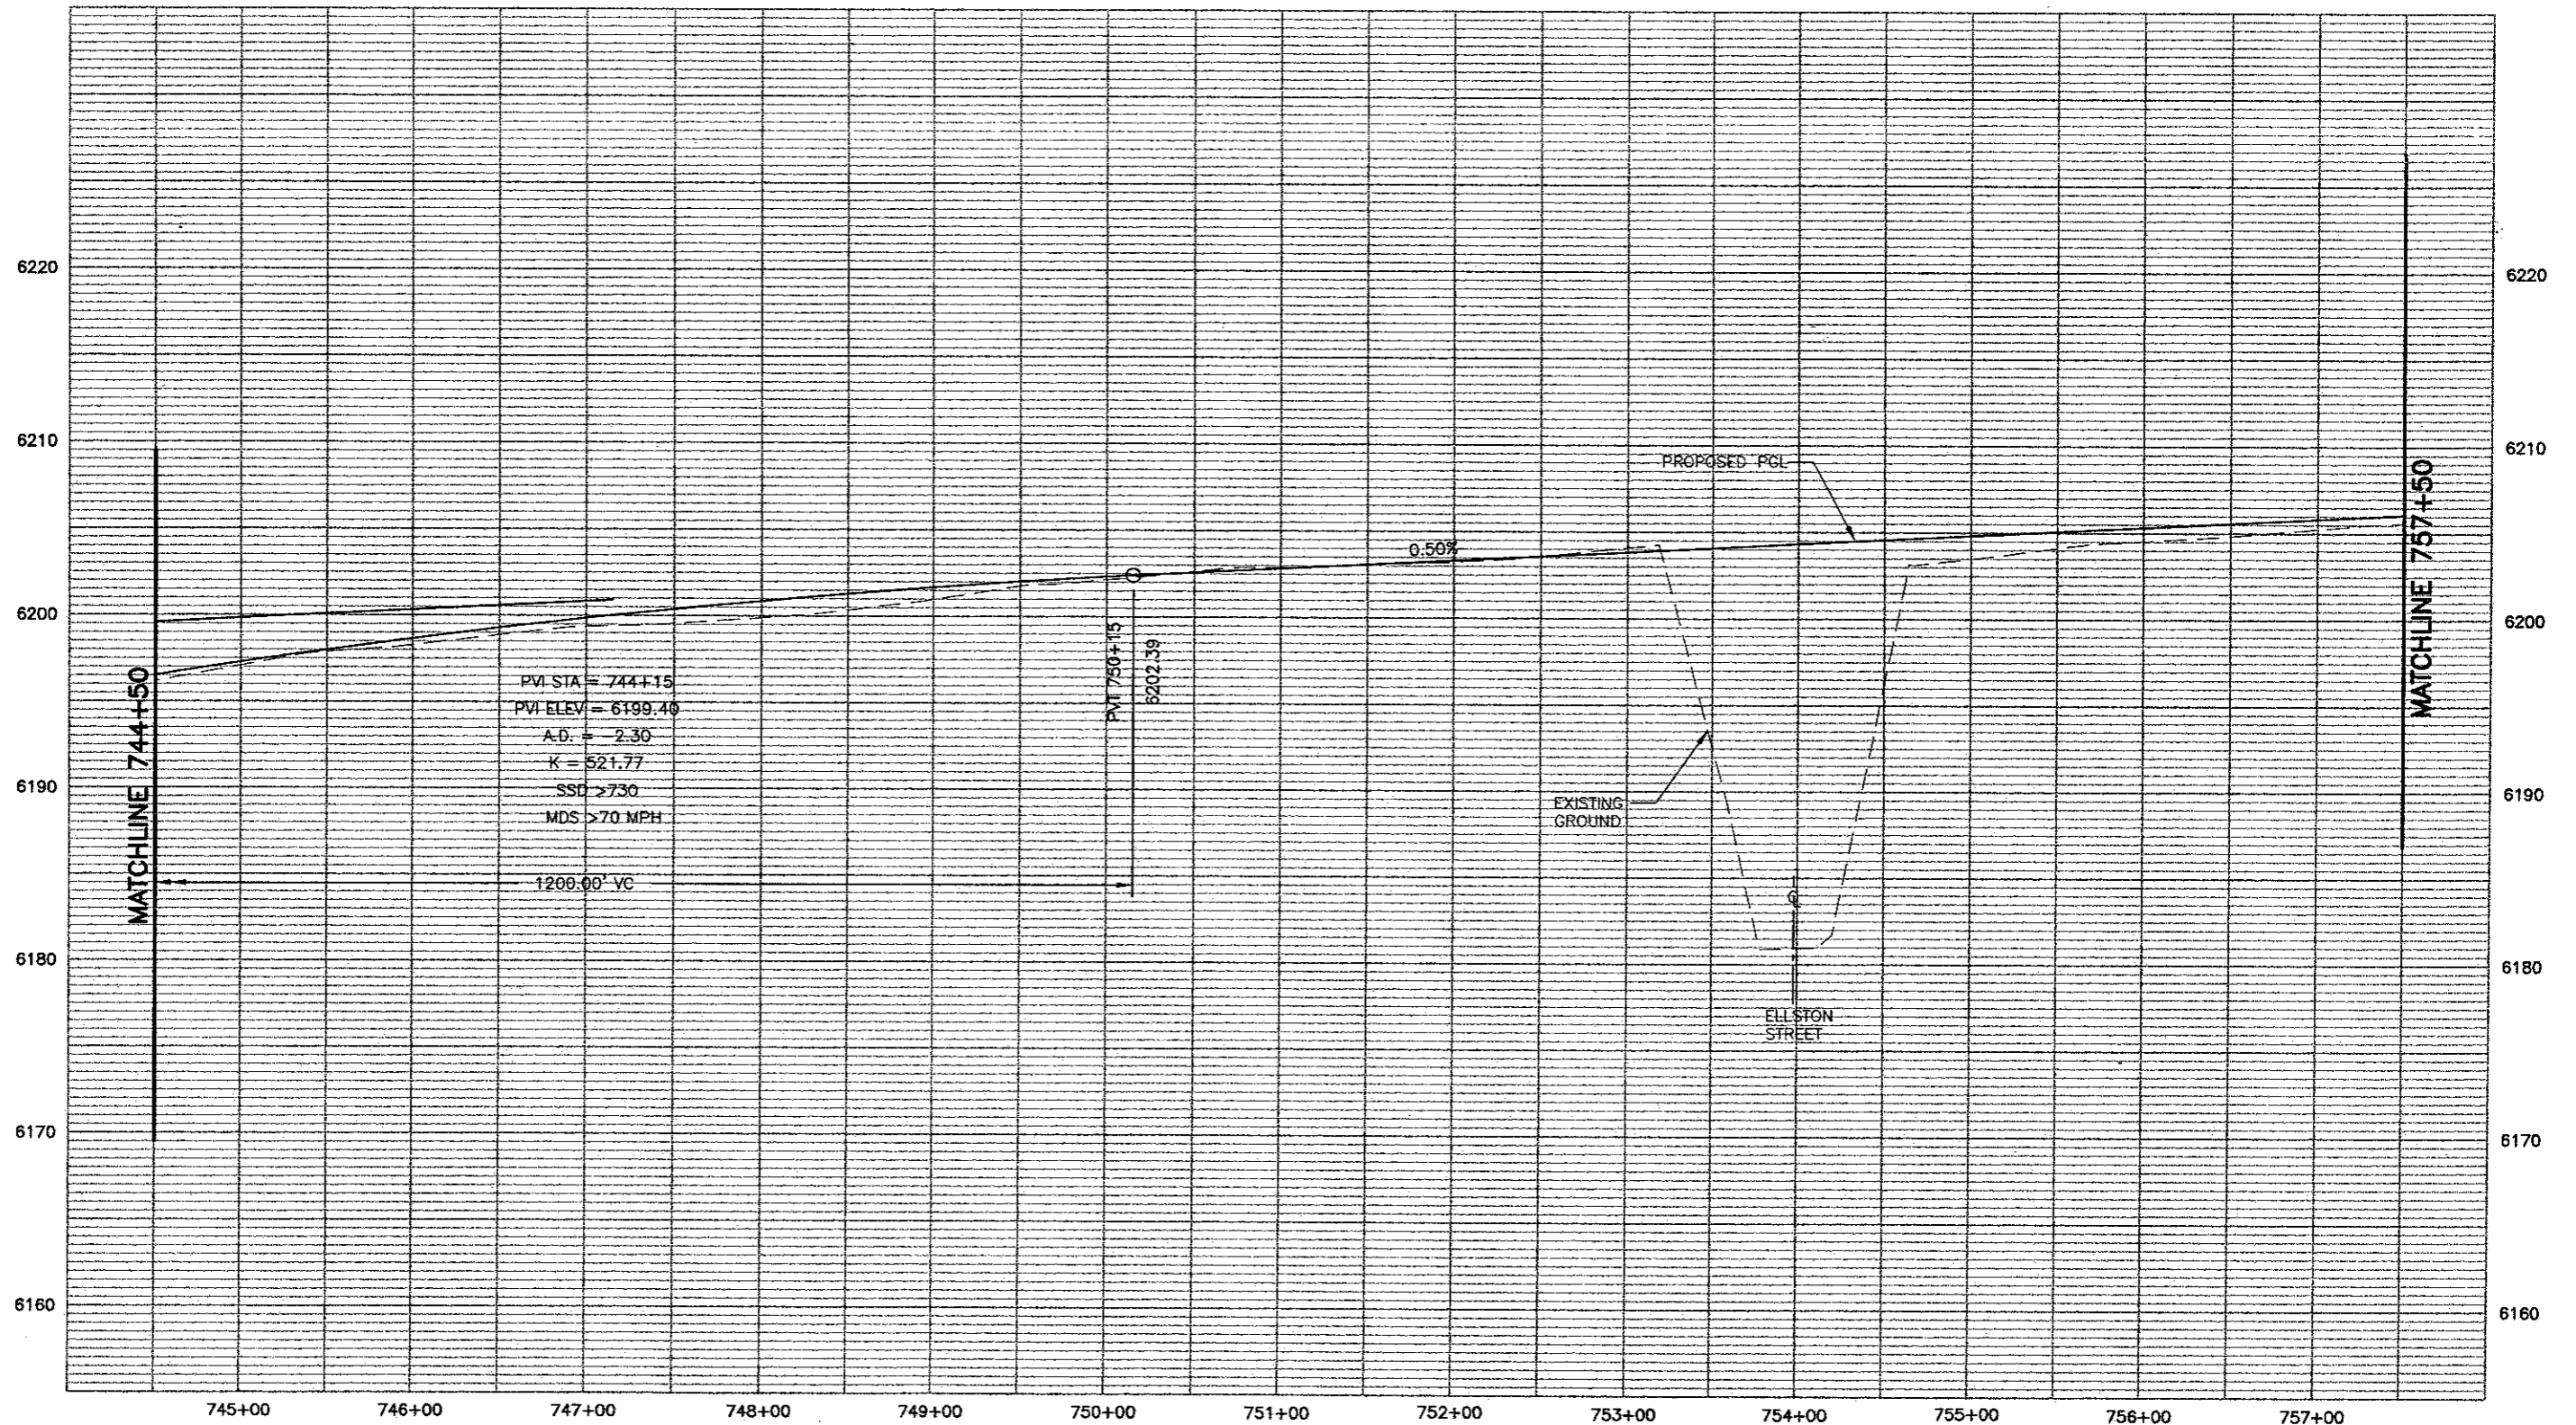 6220
6220
6210
6210
PROPOSED PGL
0.50%
6200
6200
MATCHLINE 744+50
MATCHLINE 757+50
PVT 750+15
6202.39
PVI STA = 744+15
PVI ELEV = 6199.40
A.D. = -2.30
K = 521.77
SSD >730
MDS >70 MPH
6190
6190
EXISTING
GROUND
1200.00' VC
6180
6180
ELLSTON
STREET
6170
6170
6160
6160
745+00 746+00 747+00 748+00 749+00 750+00 751+00 752+00 753+00 754+00 755+00 756+00 757+00